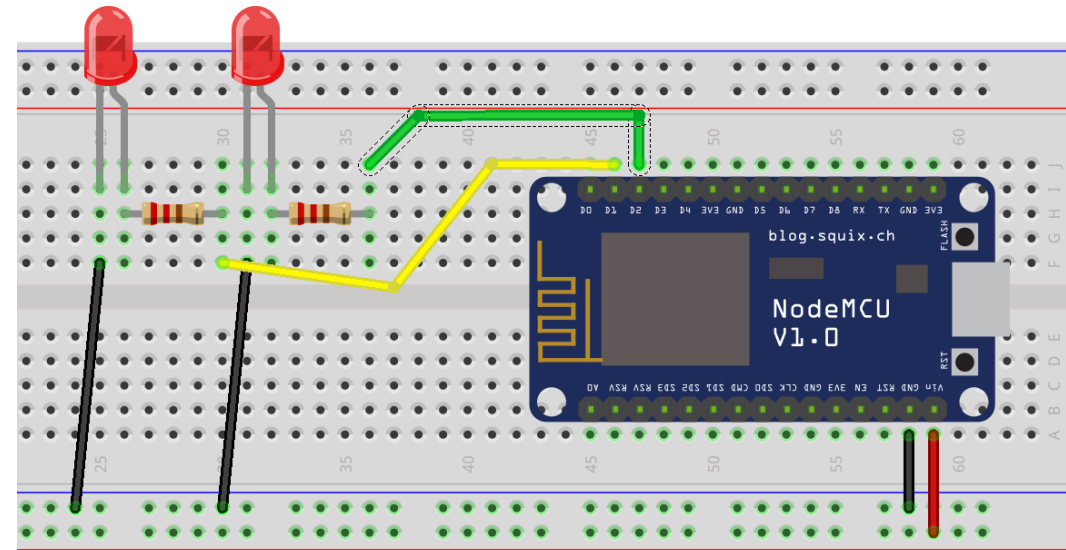 25 30 35 40 45 50 55 60
J
I
D0 D1 D2 D3 D4 3V3 GND D5 D6 D7 D8 RX TX GND 3V3
H
blog.squix.ch
FLASH
G
F
NodeMCU
V1.0
E
RST
D
A0 RSV RSV SD3 SD2 SD1 CMD SD0 CLK GND 3V3 EN RST GND Vin
C
B
A
25 35 40 45 50 55 60